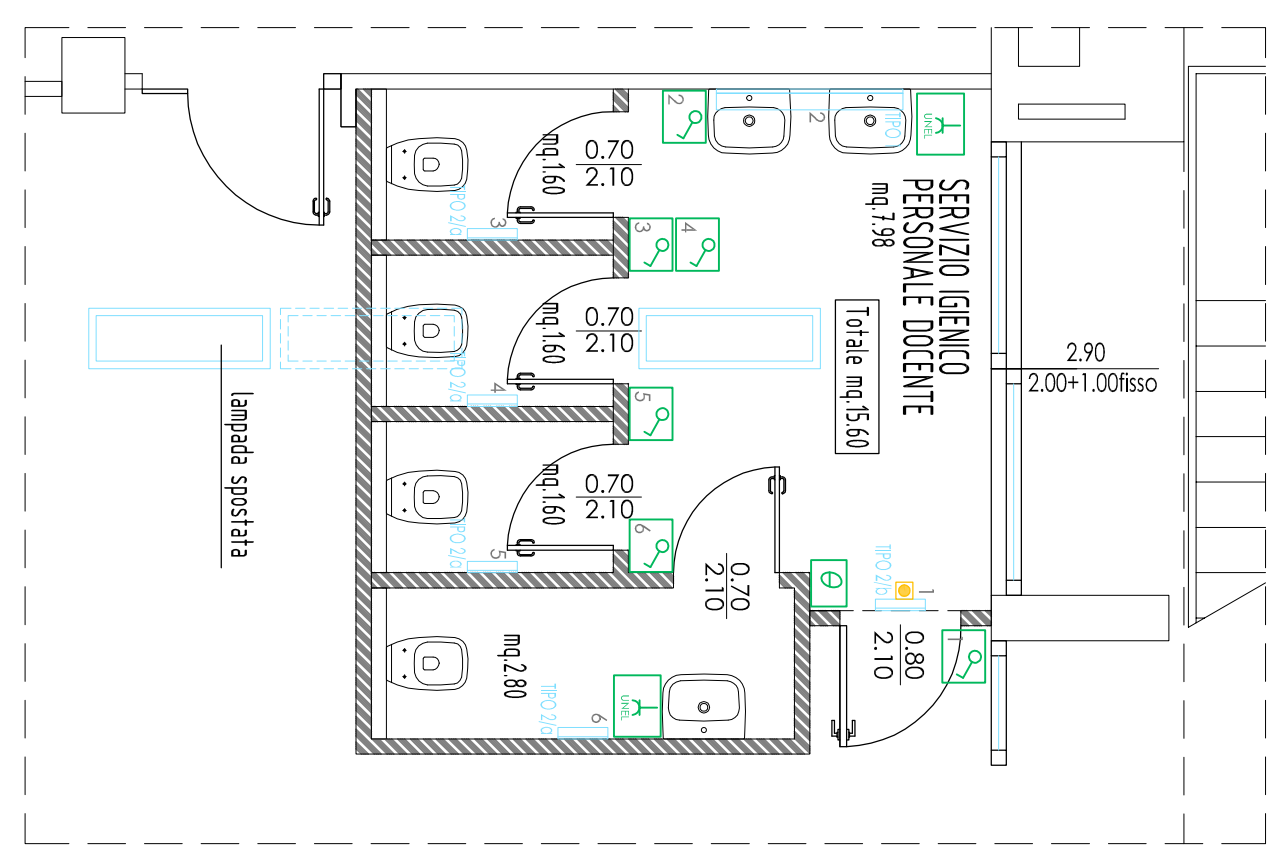 2
TIPO
2
UNEL
mq.1.60
0.70
2.10
SERVIZIO IGIENICO
PERSONALE DOCENTE
mq.7.98
TIPO 2/a
3
3
4
mq.1.60
0.70
2.10
Totale mq.15.60
2.90
2.00+1.00fisso
TIPO 2/a
4
5
lampada spostata
mq.1.60
0.70
2.10
TIPO 2/a
5
6
0.70
2.10
θ
TIPO 2/b
1
0.80
2.10
1
mq.2.80
TIPO 2/a
6
UNEL